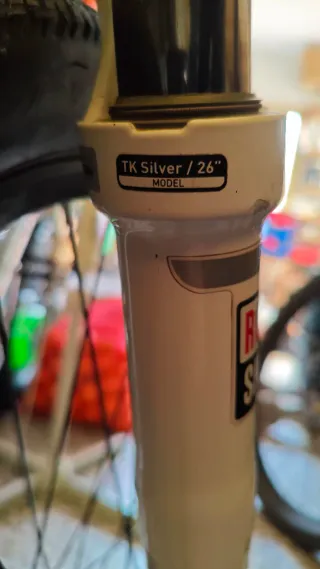 TK Silver / 26"
MODEL
R
S